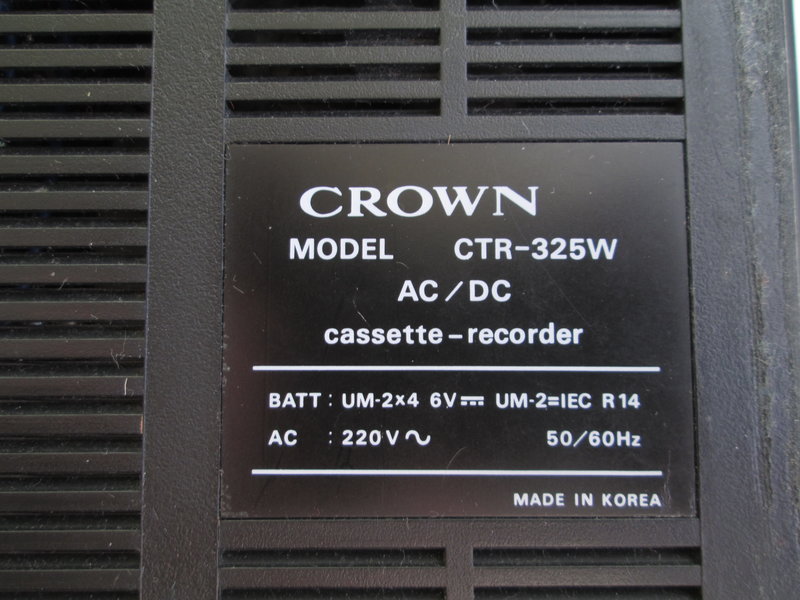 CROWN
MODEL CTR-325W
AC/DC
cassette-recorder
BATT : UM-2×4 6V⎓ UM-2=IEC R14
AC : 220V∿ 50/60Hz
MADE IN KOREA